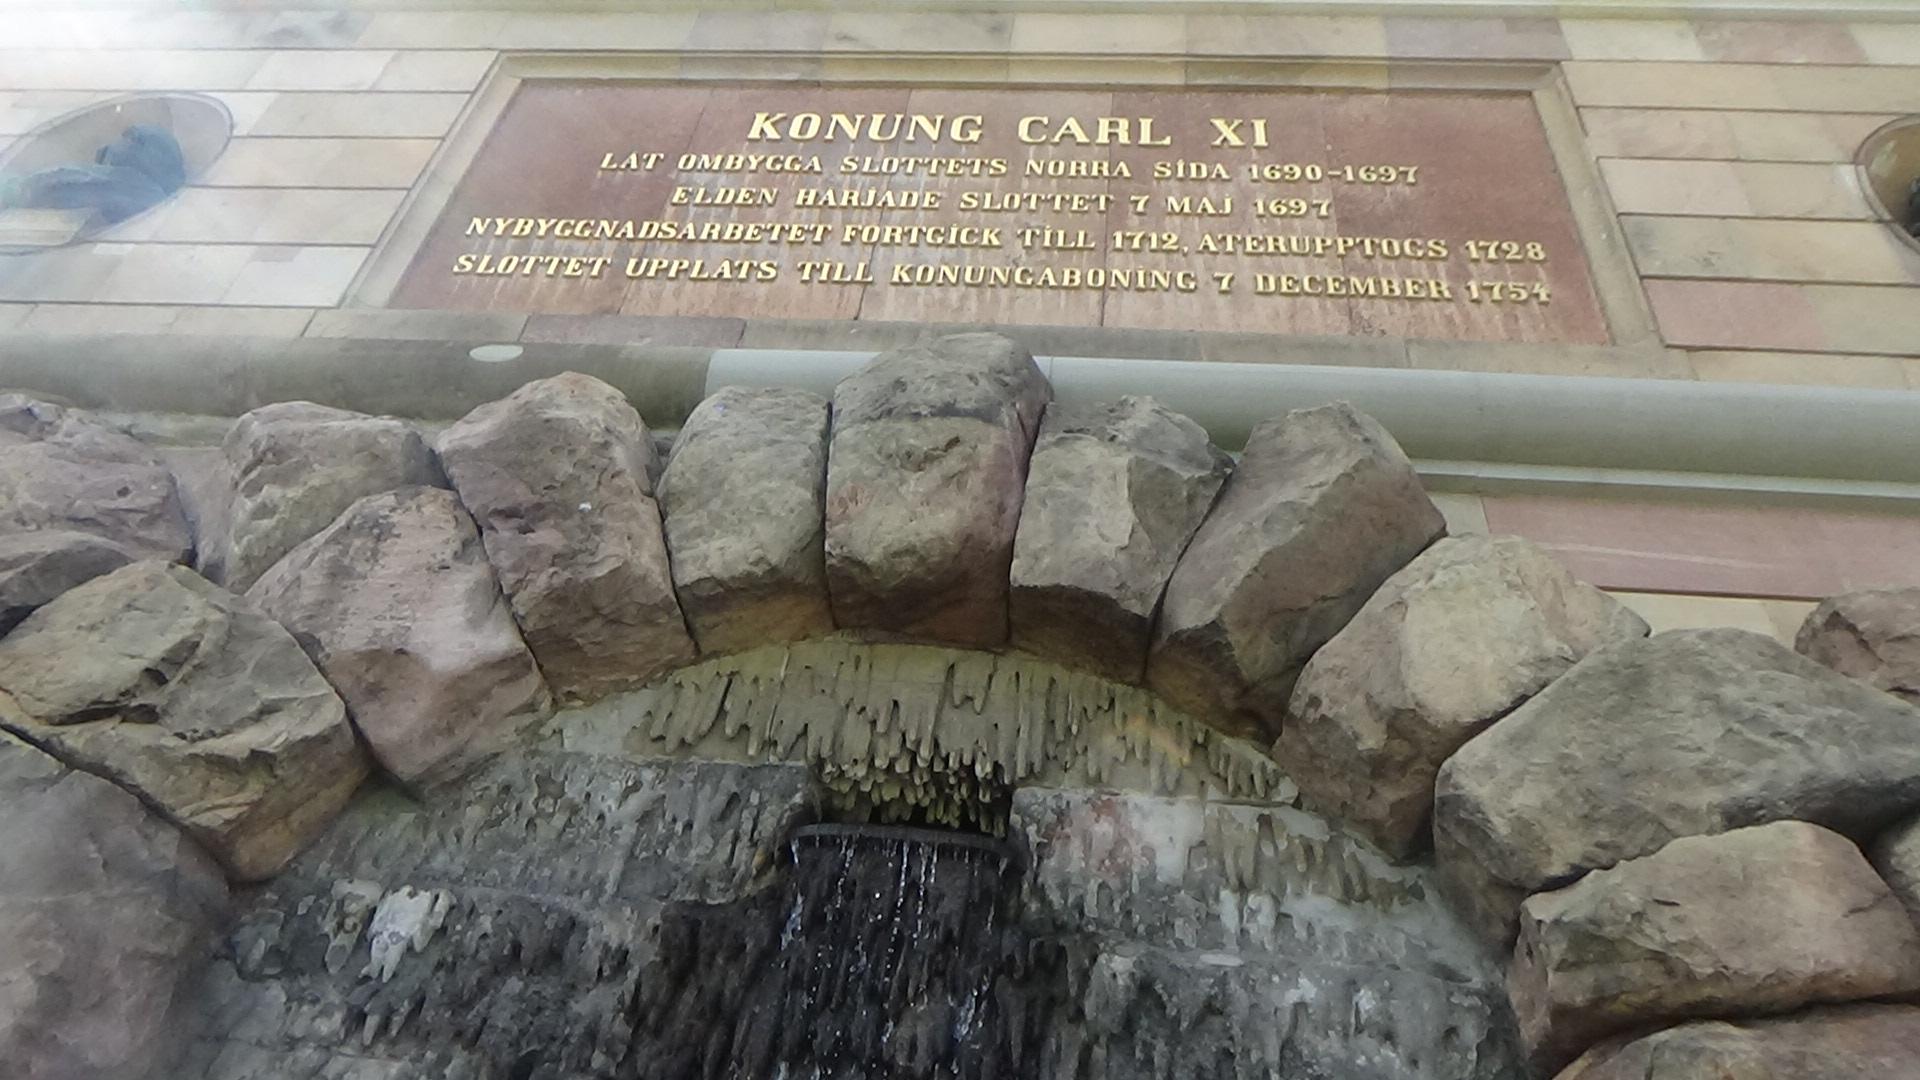 KONUNG CARL XI
LÄT OMBYGGA SLOTTETS NORRA SIDA 1690-1697
ELDEN HÄRJADE SLOTTET 7 MAJ 1697
NYBYGGNADSARBETET FORTGICK TILL 1712, ÅTERUPPTOGS 1728
SLOTTET UPPLÄTS TILL KONUNGABONING 7 DECEMBER 1754